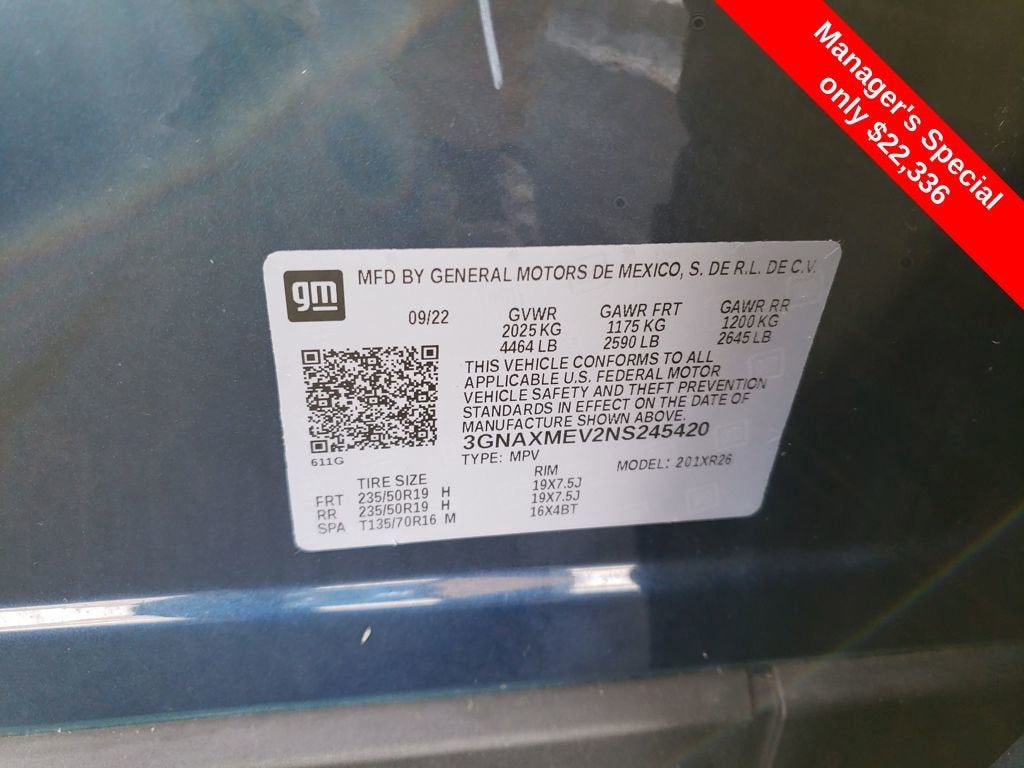 Manager's Special
only $22,336
gm
MFD BY GENERAL MOTORS DE MEXICO, S. DE R.L. DE C.V.
09/22
GVWR GAWR FRT GAWR RR
2025 KG 1175 KG 1200 KG
4464 LB 2590 LB 2645 LB
THIS VEHICLE CONFORMS TO ALL
APPLICABLE U.S. FEDERAL MOTOR
VEHICLE SAFETY AND THEFT PREVENTION
STANDARDS IN EFFECT ON THE DATE OF
MANUFACTURE SHOWN ABOVE.
3GNAXMEV2NS245420
611G
TYPE: MPV MODEL: 201XR26
TIRE SIZE RIM
FRT 235/50R19 H 19X7.5J
RR 235/50R19 H 19X7.5J
SPA T135/70R16 M 16X4BT